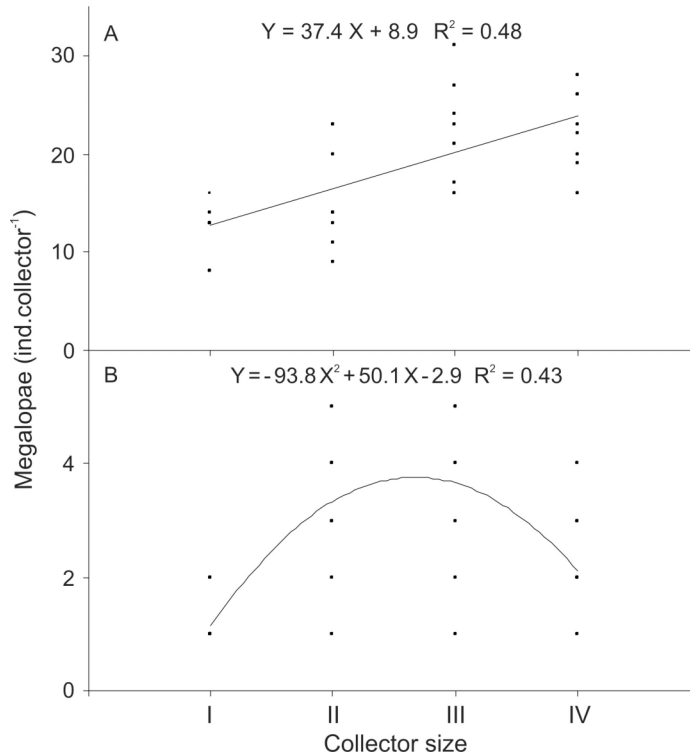 A
Y = 37.4 X + 8.9 R² = 0.48
30
20
10
0
B
Y = -93.8 X² + 50.1 X - 2.9 R² = 0.43
4
2
0
Megalopae (ind.collector⁻¹)
I II III IV
Collector size